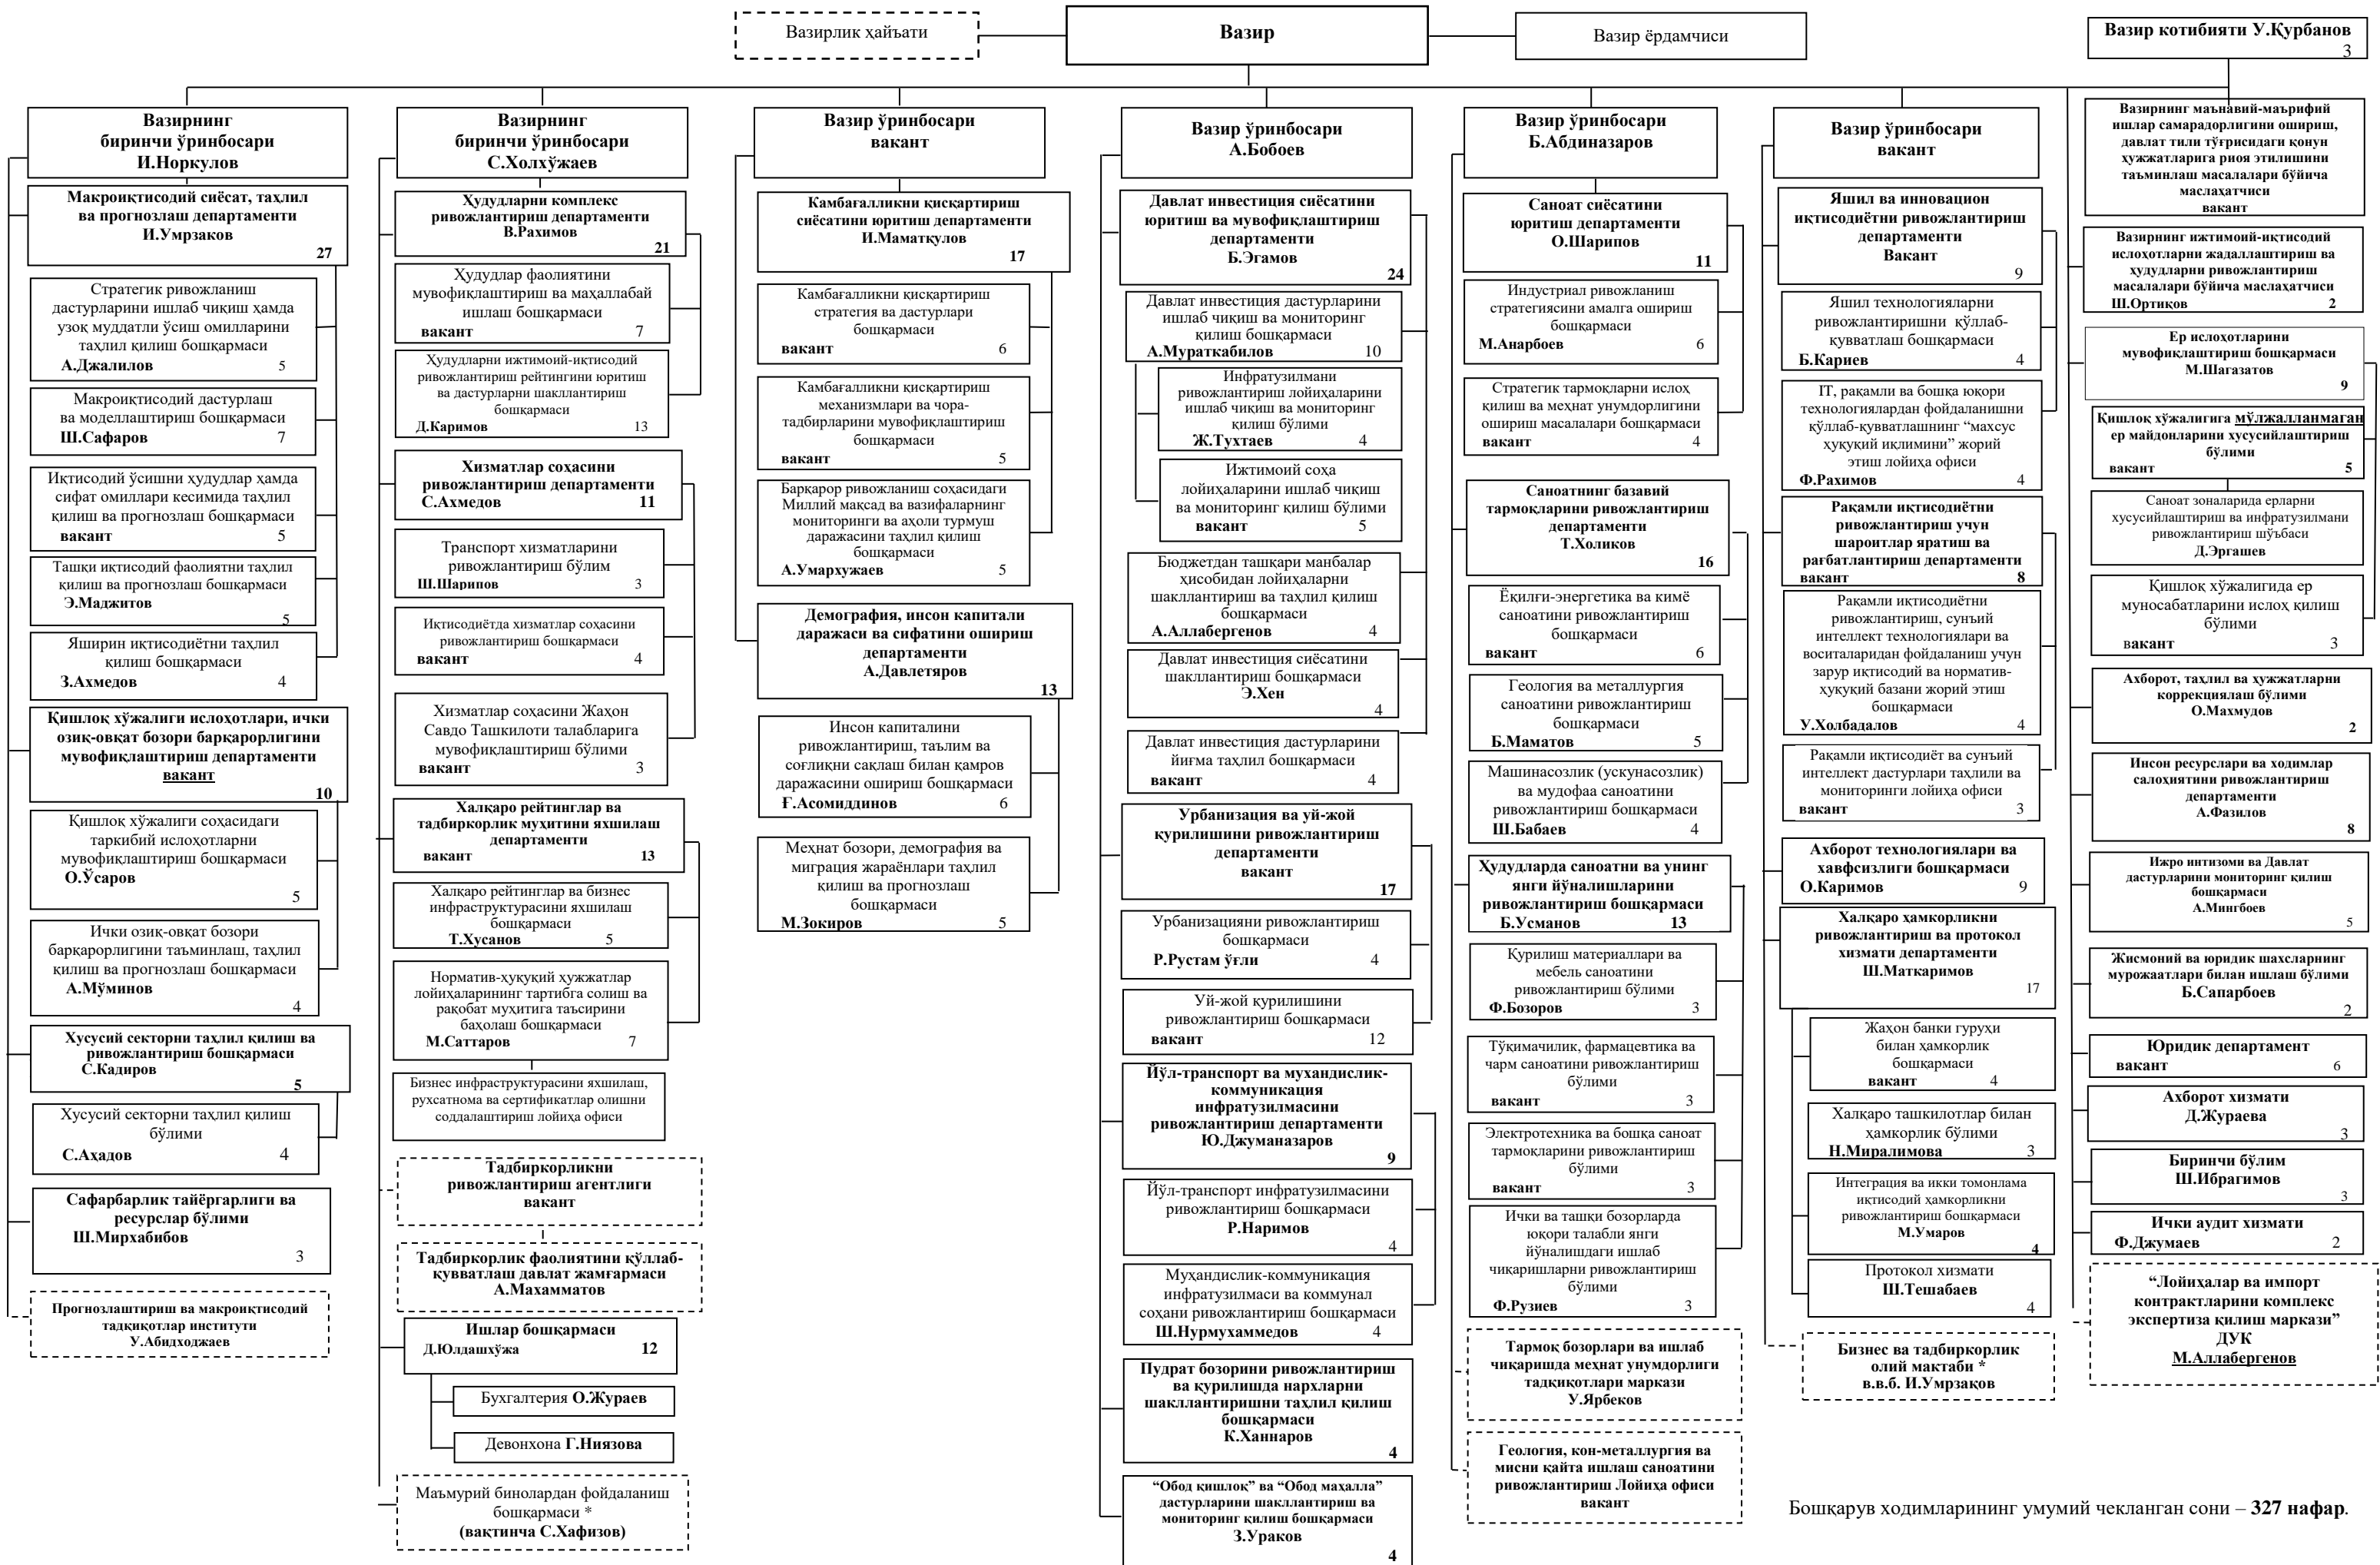 Вазирлик ҳайъати
Вазир
Вазир ёрдамчиси
Вазир котибияти У.Қурбанов
3
Вазирнинг
биринчи ўринбосари
И.Норкулов
Макроиқтисодий сиёсат, таҳлил
ва прогнозлаш департаменти
И.Умрзаков
27
Стратегик ривожланиш
дастурларини ишлаб чиқиш ҳамда
узоқ муддатли ўсиш омилларини
таҳлил қилиш бошқармаси
А.Джалилов 5
Макроиқтисодий дастурлаш
ва моделлаштириш бошқармаси
Ш.Сафаров 7
Иқтисодий ўсишни ҳудудлар ҳамда
сифат омиллари кесимида таҳлил
қилиш ва прогнозлаш бошқармаси
вакант 5
Ташқи иқтисодий фаолиятни таҳлил
қилиш ва прогнозлаш бошқармаси
Э.Маджитов
5
Яширин иқтисодиётни таҳлил
қилиш бошқармаси
З.Ахмедов 4
Қишлоқ хўжалиги ислоҳотлари, ички
озиқ-овқат бозори барқарорлигини
мувофиқлаштириш департаменти
вакант
10
Қишлоқ хўжалиги соҳасидаги
таркибий ислоҳотларни
мувофиқлаштириш бошқармаси
О.Ўсаров
5
Ички озиқ-овқат бозори
барқарорлигини таъминлаш, таҳлил
қилиш ва прогнозлаш бошқармаси
А.Мўминов
4
Хусусий секторни таҳлил қилиш ва
ривожлантириш бошқармаси
С.Кадиров
5
Хусусий секторни таҳлил қилиш
бўлими
С.Аҳадов 4
Сафарбарлик тайёргарлиги ва
ресурслар бўлими
Ш.Мирхабибов
3
Прогнозлаштириш ва макроиқтисодий
тадқиқотлар институти
У.Абидходжаев
Вазирнинг
биринчи ўринбосари
С.Холхўжаев
Ҳудудларни комплекс
ривожлантириш департаменти
В.Рахимов
21
Ҳудудлар фаолиятини
мувофиқлаштириш ва маҳаллабай
ишлаш бошқармаси
вакант 7
Ҳудудларни ижтимоий-иқтисодий
ривожлантириш рейтингини юритиш
ва дастурларни шакллантириш
бошқармаси
Д.Каримов 13
Хизматлар соҳасини
ривожлантириш департаменти
С.Ахмедов 11
Транспорт хизматларини
ривожлантириш бўлим
Ш.Шарипов 3
Иқтисодиётда хизматлар соҳасини
ривожлантириш бошқармаси
вакант 4
Хизматлар соҳасини Жаҳон
Савдо Ташкилоти талабларига
мувофиқлаштириш бўлими
вакант 3
Халқаро рейтинглар ва
тадбиркорлик муҳитини яхшилаш
департаменти
вакант 13
Халқаро рейтинглар ва бизнес
инфраструктурасини яхшилаш
бошқармаси
Т.Хусанов 5
Норматив-ҳуқуқий ҳужжатлар
лойиҳаларининг тартибга солиш ва
рақобат муҳитига таъсирини
баҳолаш бошқармаси
М.Саттаров 7
Бизнес инфраструктурасини яхшилаш,
рухсатнома ва сертификатлар олишни
соддалаштириш лойиҳа офиси
Тадбиркорликни
ривожлантириш агентлиги
вакант
Тадбиркорлик фаолиятини қўллаб-
қувватлаш давлат жамғармаси
А.Махамматов
Ишлар бошқармаси
Д.Юлдашхўжа 12
Бухгалтерия О.Жураев
Девонхона Г.Ниязова
Маъмурий бинолардан фойдаланиш
бошқармаси *
(вақтинча С.Хафизов)
Вазир ўринбосари
вакант
Камбағалликни қисқартириш
сиёсатини юритиш департаменти
И.Маматқулов
17
Камбағалликни қисқартириш
стратегия ва дастурлари
бошқармаси
вакант 6
Камбағалликни қисқартириш
механизмлари ва чора-
тадбирларини мувофиқлаштириш
бошқармаси
вакант 5
Барқарор ривожланиш соҳасидаги
Миллий мақсад ва вазифаларнинг
мониторинги ва аҳоли турмуш
даражасини таҳлил қилиш
бошқармаси
А.Умархужаев 5
Демография, инсон капитали
даражаси ва сифатини ошириш
департаменти
А.Давлетяров
13
Инсон капиталини
ривожлантириш, таълим ва
соғлиқни сақлаш билан қамров
даражасини ошириш бошқармаси
Ғ.Асомиддинов 6
Меҳнат бозори, демография ва
миграция жараёнлари таҳлил
қилиш ва прогнозлаш
бошқармаси
М.Зокиров 5
Вазир ўринбосари
А.Бобоев
Давлат инвестиция сиёсатини
юритиш ва мувофиқлаштириш
департаменти
Б.Эгамов
24
Давлат инвестиция дастурларини
ишлаб чиқиш ва мониторинг
қилиш бошқармаси
А.Мураткабилов 10
Инфратузилмани
ривожлантириш лойиҳаларини
ишлаб чиқиш ва мониторинг
қилиш бўлими
Ж.Тухтаев 4
Ижтимоий соҳа
лойиҳаларини ишлаб чиқиш
ва мониторинг қилиш бўлими
вакант 5
Бюджетдан ташқари манбалар
ҳисобидан лойиҳаларни
шакллантириш ва таҳлил қилиш
бошқармаси
А.Аллабергенов 4
Давлат инвестиция сиёсатини
шакллантириш бошқармаси
Э.Хен
4
Давлат инвестиция дастурларини
йиғма таҳлил бошқармаси
вакант 4
Урбанизация ва уй-жой
қурилишини ривожлантириш
департаменти
вакант
17
Урбанизацияни ривожлантириш
бошқармаси
Р.Рустам ўғли 4
Уй-жой қурилишини
ривожлантириш бошқармаси
вакант 12
Йўл-транспорт ва мухандислик-
коммуникация
инфратузилмасини
ривожлантириш департаменти
Ю.Джуманазаров
9
Йўл-транспорт инфратузилмасини
ривожлантириш бошқармаси
Р.Наримов
4
Муҳандислик-коммуникация
инфратузилмаси ва коммунал
соҳани ривожлантириш бошқармаси
Ш.Нурмухаммедов 4
Пудрат бозорини ривожлантириш
ва қурилишда нархларни
шакллантиришни таҳлил қилиш
бошқармаси
К.Ханнаров
4
“Обод қишлоқ” ва “Обод маҳалла”
дастурларини шакллантириш ва
мониторинг қилиш бошқармаси
З.Ураков
4
Вазир ўринбосари
Б.Абдиназаров
Саноат сиёсатини
юритиш департаменти
О.Шарипов
11
Индустриал ривожланиш
стратегиясини амалга ошириш
бошқармаси
М.Анарбоев 6
Стратегик тармоқларни ислоҳ
қилиш ва меҳнат унумдорлигини
ошириш масалалари бошқармаси
вакант 4
Саноатнинг базавий
тармоқларини ривожлантириш
департаменти
Т.Холиков
16
Ёқилғи-энергетика ва кимё
саноатини ривожлантириш
бошқармаси
вакант 6
Геология ва металлургия
саноатини ривожлантириш
бошқармаси
Б.Маматов 5
Машинасозлик (ускунасозлик)
ва мудофаа саноатини
ривожлантириш бошқармаси
Ш.Бабаев 4
Ҳудудларда саноатни ва унинг
янги йўналишларини
ривожлантириш бошқармаси
Б.Усманов 13
Қурилиш материаллари ва
мебель саноатини
ривожлантириш бўлими
Ф.Бозоров 3
Тўқимачилик, фармацевтика ва
чарм саноатини ривожлантириш
бўлими
вакант 3
Электротехника ва бошқа саноат
тармоқларини ривожлантириш
бўлими
вакант 3
Ички ва ташқи бозорларда
юқори талабли янги
йўналишдаги ишлаб
чиқаришларни ривожлантириш
бўлими
Ф.Рузиев 3
Тармоқ бозорлари ва ишлаб
чиқаришда меҳнат унумдорлиги
тадқиқотлари маркази
У.Ярбеков
Геология, кон-металлургия ва
мисни қайта ишлаш саноатини
ривожлантириш Лойиҳа офиси
вакант
Вазир ўринбосари
вакант
Яшил ва инновацион
иқтисодиётни ривожлантириш
департаменти
Вакант
9
Яшил технологияларни
ривожлантиришни қўллаб-
қувватлаш бошқармаси
Б.Кариев 4
IT, рақамли ва бошқа юқори
технологиялардан фойдаланишни
қўллаб-қувватлашнинг “махсус
ҳуқуқий иқлимини” жорий
этиш лойиҳа офиси
Ф.Рахимов 4
Рақамли иқтисодиётни
ривожлантириш учун
шароитлар яратиш ва
рағбатлантириш департаменти
вакант 8
Рақамли иқтисодиётни
ривожлантириш, сунъий
интеллект технологиялари ва
воситаларидан фойдаланиш учун
зарур иқтисодий ва норматив-
ҳуқуқий базани жорий этиш
бошқармаси
У.Холбадалов 4
Рақамли иқтисодиёт ва сунъий
интеллект дастурлари таҳлили ва
мониторинги лойиҳа офиси
вакант 3
Ахборот технологиялари ва
хавфсизлиги бошқармаси
О.Каримов 9
Халқаро ҳамкорликни
ривожлантириш ва протокол
хизмати департаменти
Ш.Маткаримов
17
Жаҳон банки гуруҳи
билан ҳамкорлик
бошқармаси
вакант 4
Халқаро ташкилотлар билан
ҳамкорлик бўлими
Н.Миралимова 3
Интеграция ва икки томонлама
иқтисодий ҳамкорликни
ривожлантириш бошқармаси
М.Умаров
4
Протокол хизмати
Ш.Тешабаев
4
Бизнес ва тадбиркорлик
олий мактаби *
в.в.б. И.Умрзақов
Вазирнинг маънавий-маърифий
ишлар самарадорлигини ошириш,
давлат тили тўғрисидаги қонун
ҳужжатларига риоя этилишини
таъминлаш масалалари бўйича
маслаҳатчиси
вакант
Вазирнинг ижтимоий-иқтисодий
ислоҳотларни жадаллаштириш ва
ҳудудларни ривожлантириш
масалалари бўйича маслаҳатчиси
Ш.Ортиқов 2
Ер ислоҳотларини
мувофиқлаштириш бошқармаси
М.Шагазатов
9
Қишлоқ хўжалигига мўлжалланмаган
ер майдонларини хусусийлаштириш
бўлими
вакант 5
Саноат зоналарида ерларни
хусусийлаштириш ва инфратузилмани
ривожлантириш шўъбаси
Д.Эргашев
Қишлоқ хўжалигида ер
муносабатларини ислоҳ қилиш
бўлими
вакант 3
Ахборот, таҳлил ва ҳужжатларни
коррекциялаш бўлими
О.Махмудов
2
Инсон ресурслари ва ходимлар
салоҳиятини ривожлантириш
департаменти
А.Фазилов
8
Ижро интизоми ва Давлат
дастурларини мониторинг қилиш
бошқармаси
А.Мингбоев
5
Жисмоний ва юридик шахсларнинг
мурожаатлари билан ишлаш бўлими
Б.Сапарбоев
2
Юридик департамент
вакант 6
Ахборот хизмати
Д.Жураева
3
Биринчи бўлим
Ш.Ибрагимов
3
Ички аудит хизмати
Ф.Джумаев 2
“Лойиҳалар ва импорт
контрактларини комплекс
экспертиза қилиш маркази”
ДУК
М.Аллабергенов
Бошқарув ходимларининг умумий чекланган сони – 327 нафар.